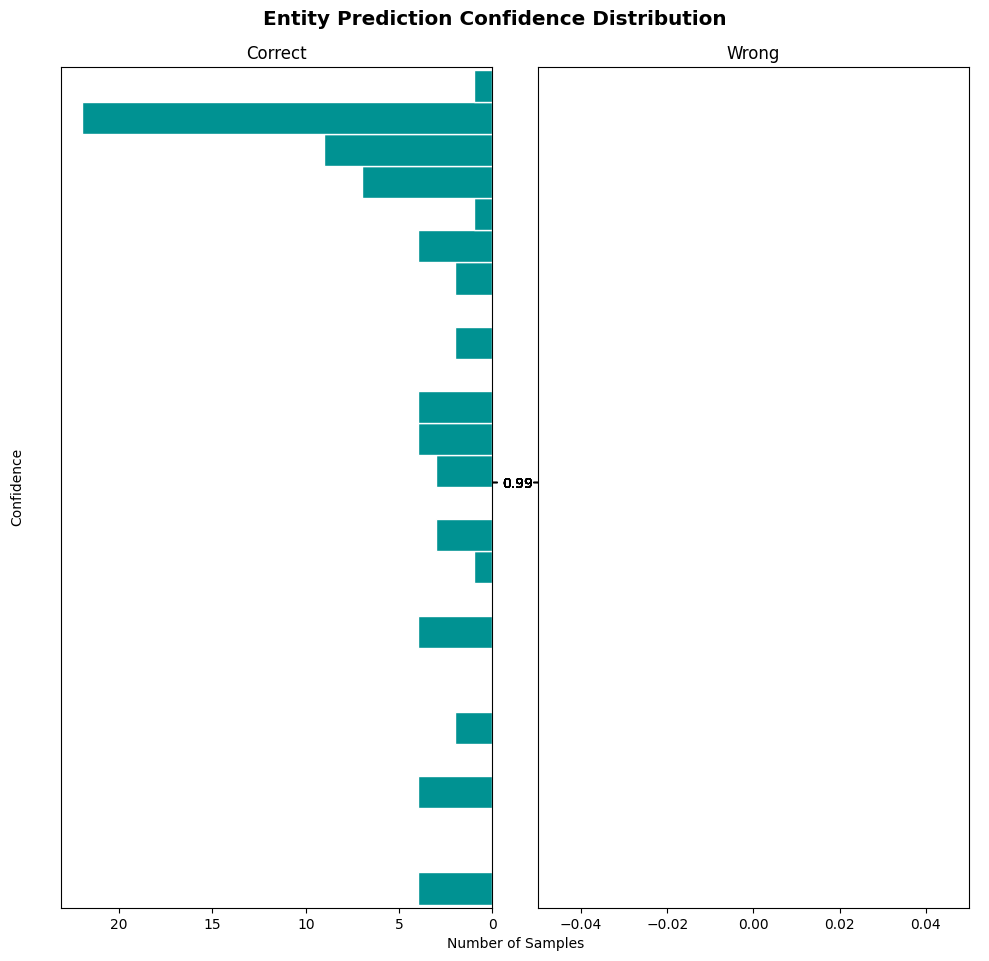 Entity Prediction Confidence Distribution
Correct
Wrong
Confidence
0.99
20 15 10 5 0
−0.04 −0.02 0.00 0.02 0.04
Number of Samples